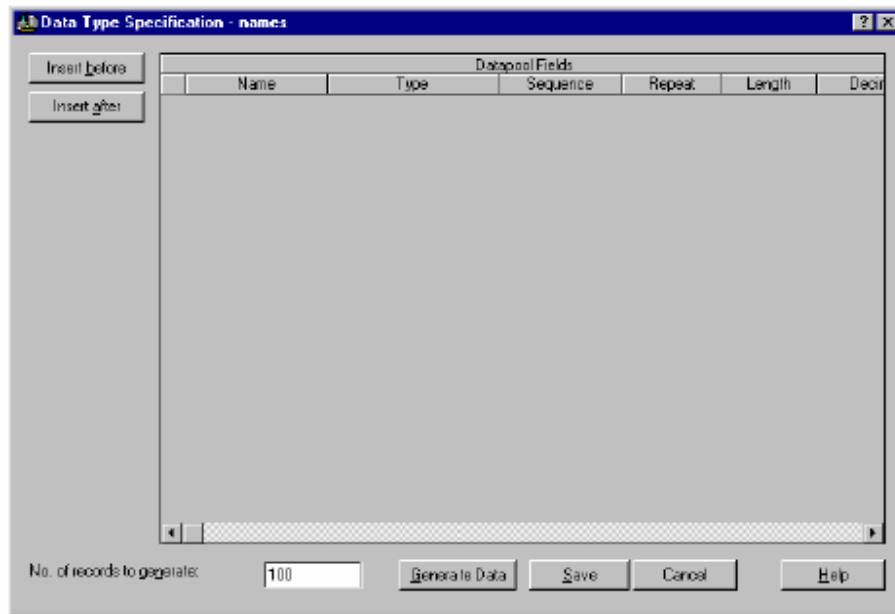 Data Type Specification - names
Insert before
Insert after
Datapool Fields
Name Type Sequence Repeat Length Decim
No. of records to generate: 100 Generate Data Save Cancel Help